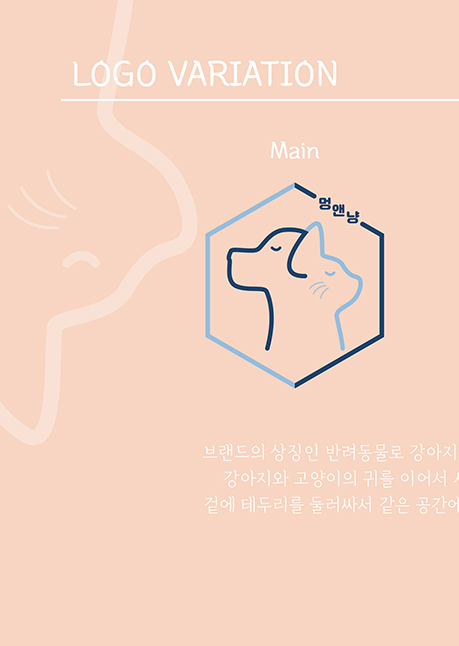 LOGO VARIATION
Main
멍앤냥
브랜드의 상징인 반려동물로 강아지
강아지와 고양이의 귀를 이어서
겉에 테두리를 둘러싸서 같은 공간에